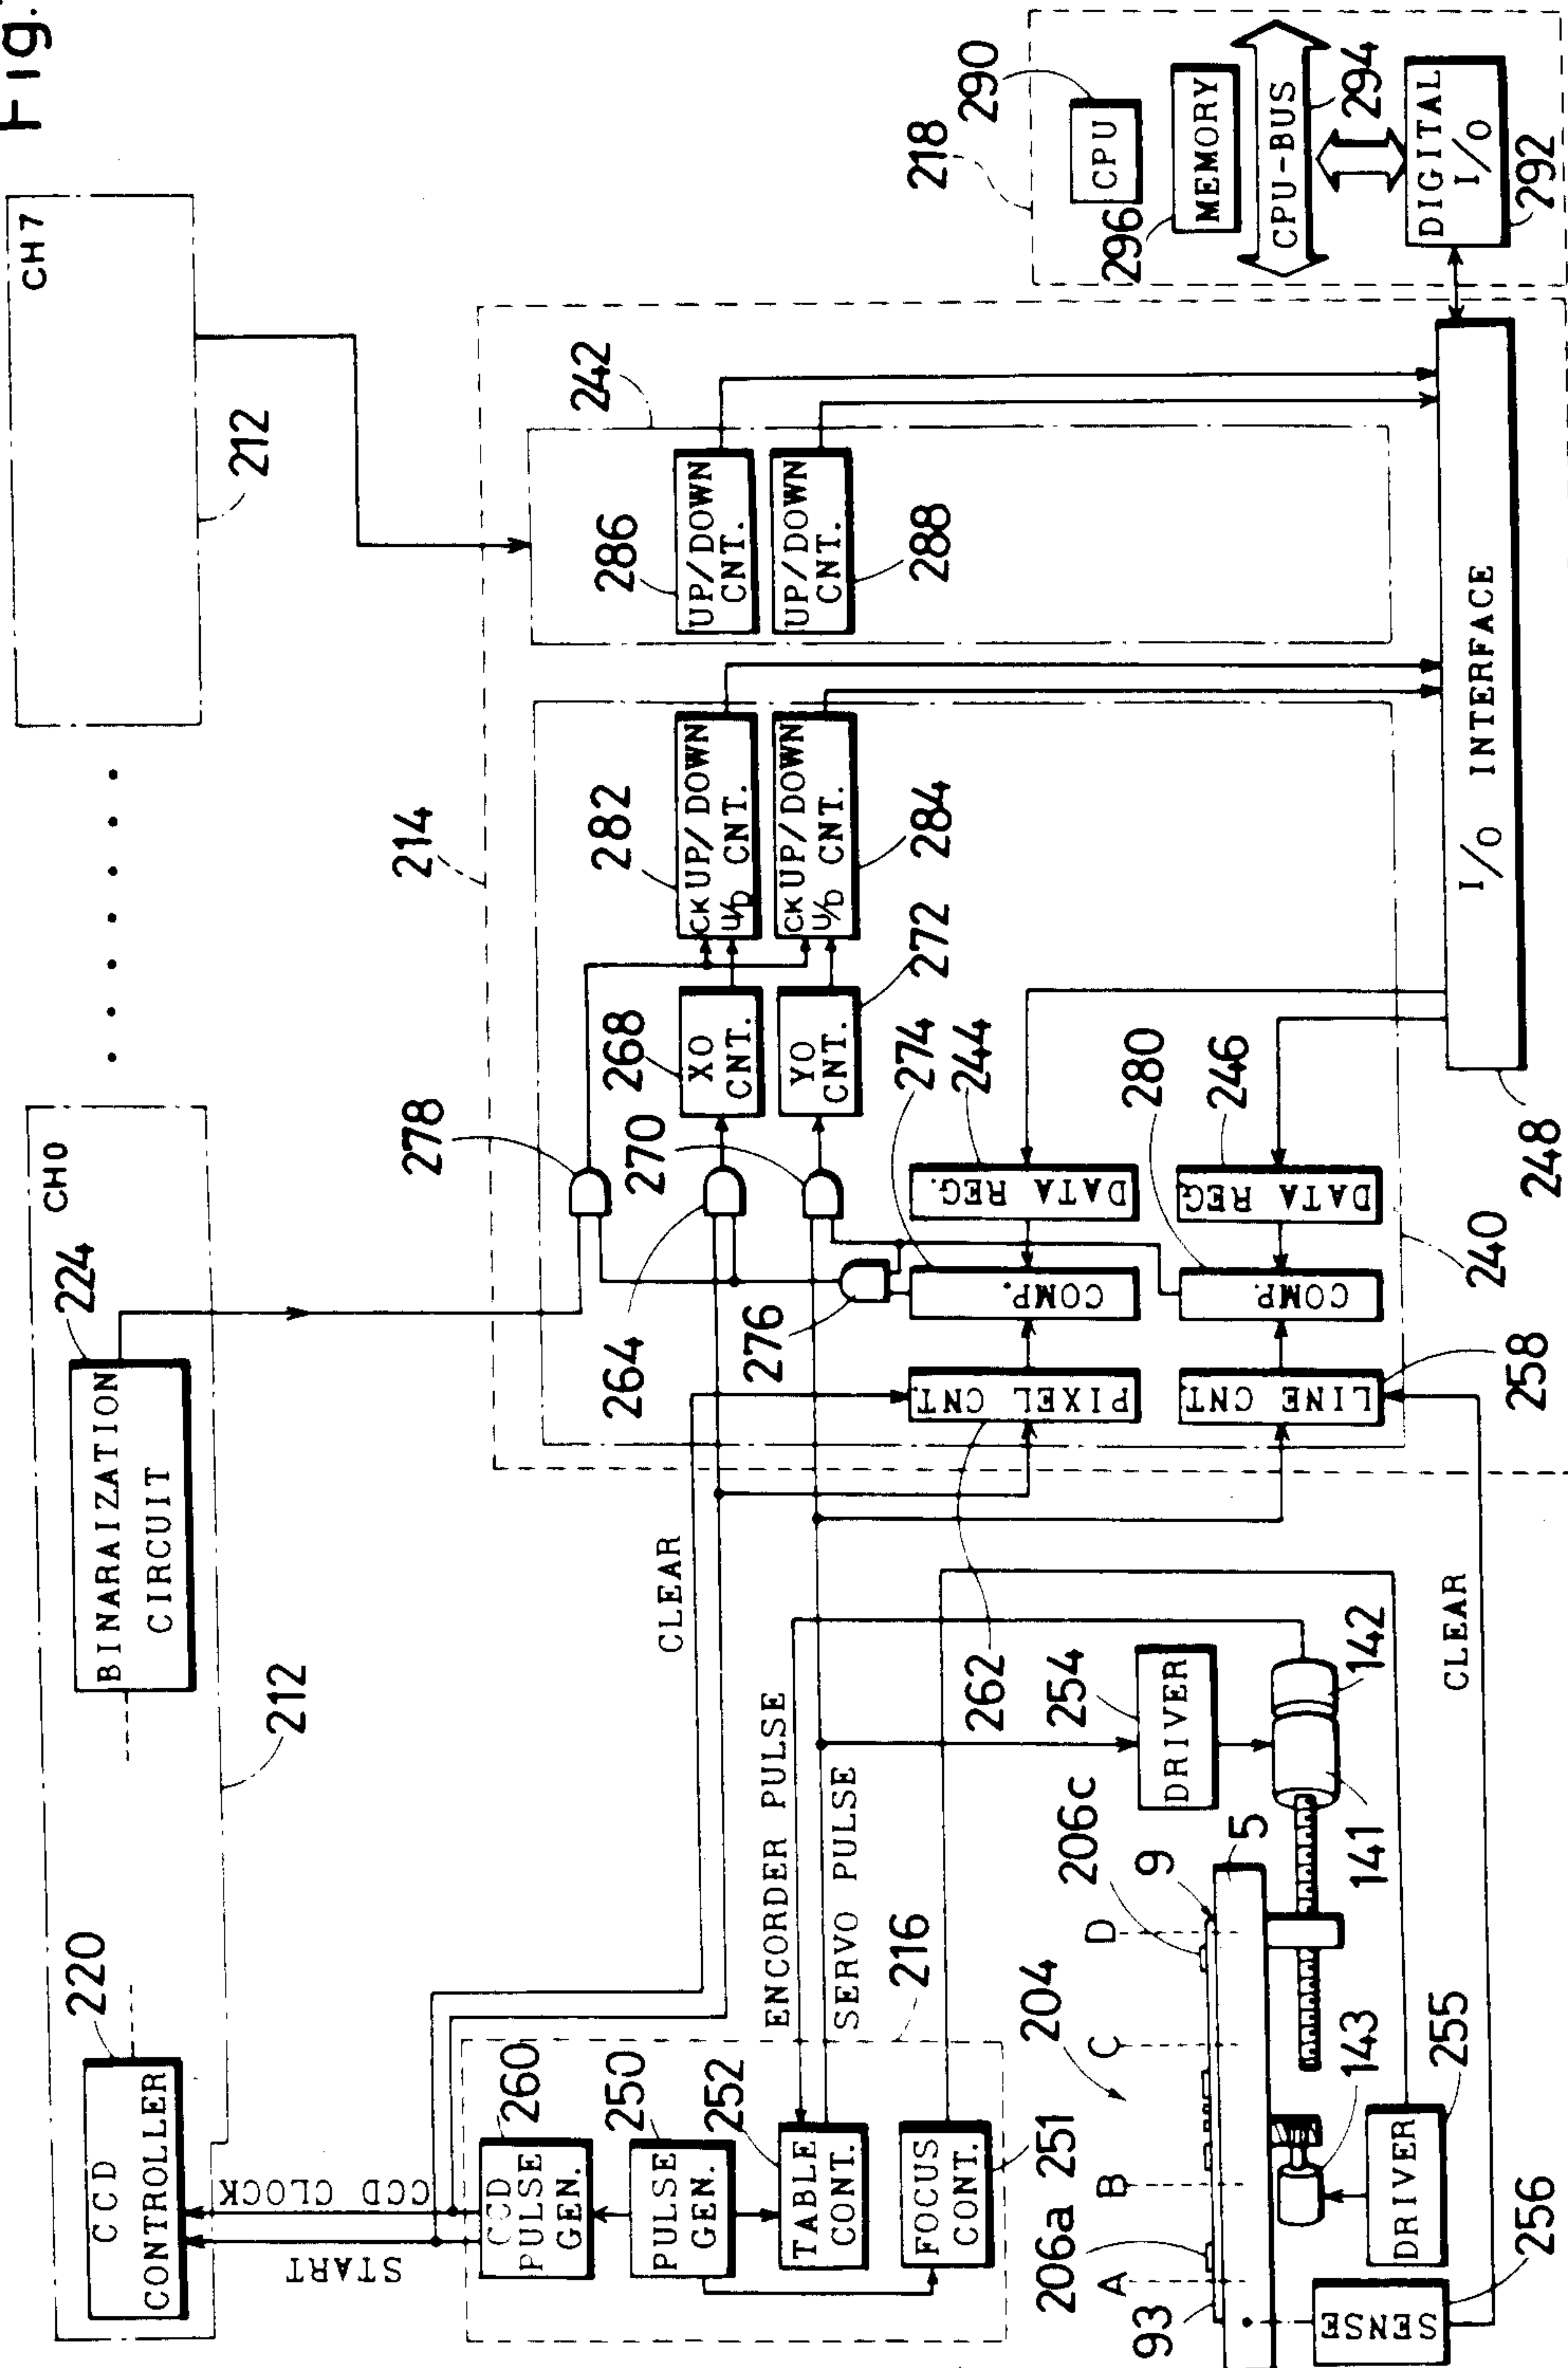 Fig.
CH0
CH7
CCD
CONTROLLER
220
BINARAIZATION
CIRCUIT
224
212
212
START
CCD CLOCK
CLEAR
CCD
PULSE
GEN.
260
PULSE
GEN.
250
TABLE
CONT.
252
FOCUS
CONT.
251
216
ENCORDER PULSE
SERVO PULSE
214
278
264
270
276
XO
CNT.
268
YO
CNT.
272
CK UP/DOWN
U/D CNT.
282
CK UP/DOWN
U/D CNT.
284
UP/DOWN
CNT.
286
UP/DOWN
CNT.
288
242
PIXEL CNT.
262
COMP.
274
DATA REG.
244
LINE CNT
258
COMP.
280
DATA REG
246
240
I/O INTERFACE
248
218
CPU
290
MEMORY
296
CPU-BUS
294
DIGITAL
I/O
292
DRIVER
254
142
141
204
206a
206c
A
B
C
D
9
5
93
143
DRIVER
255
SENSE
256
CLEAR